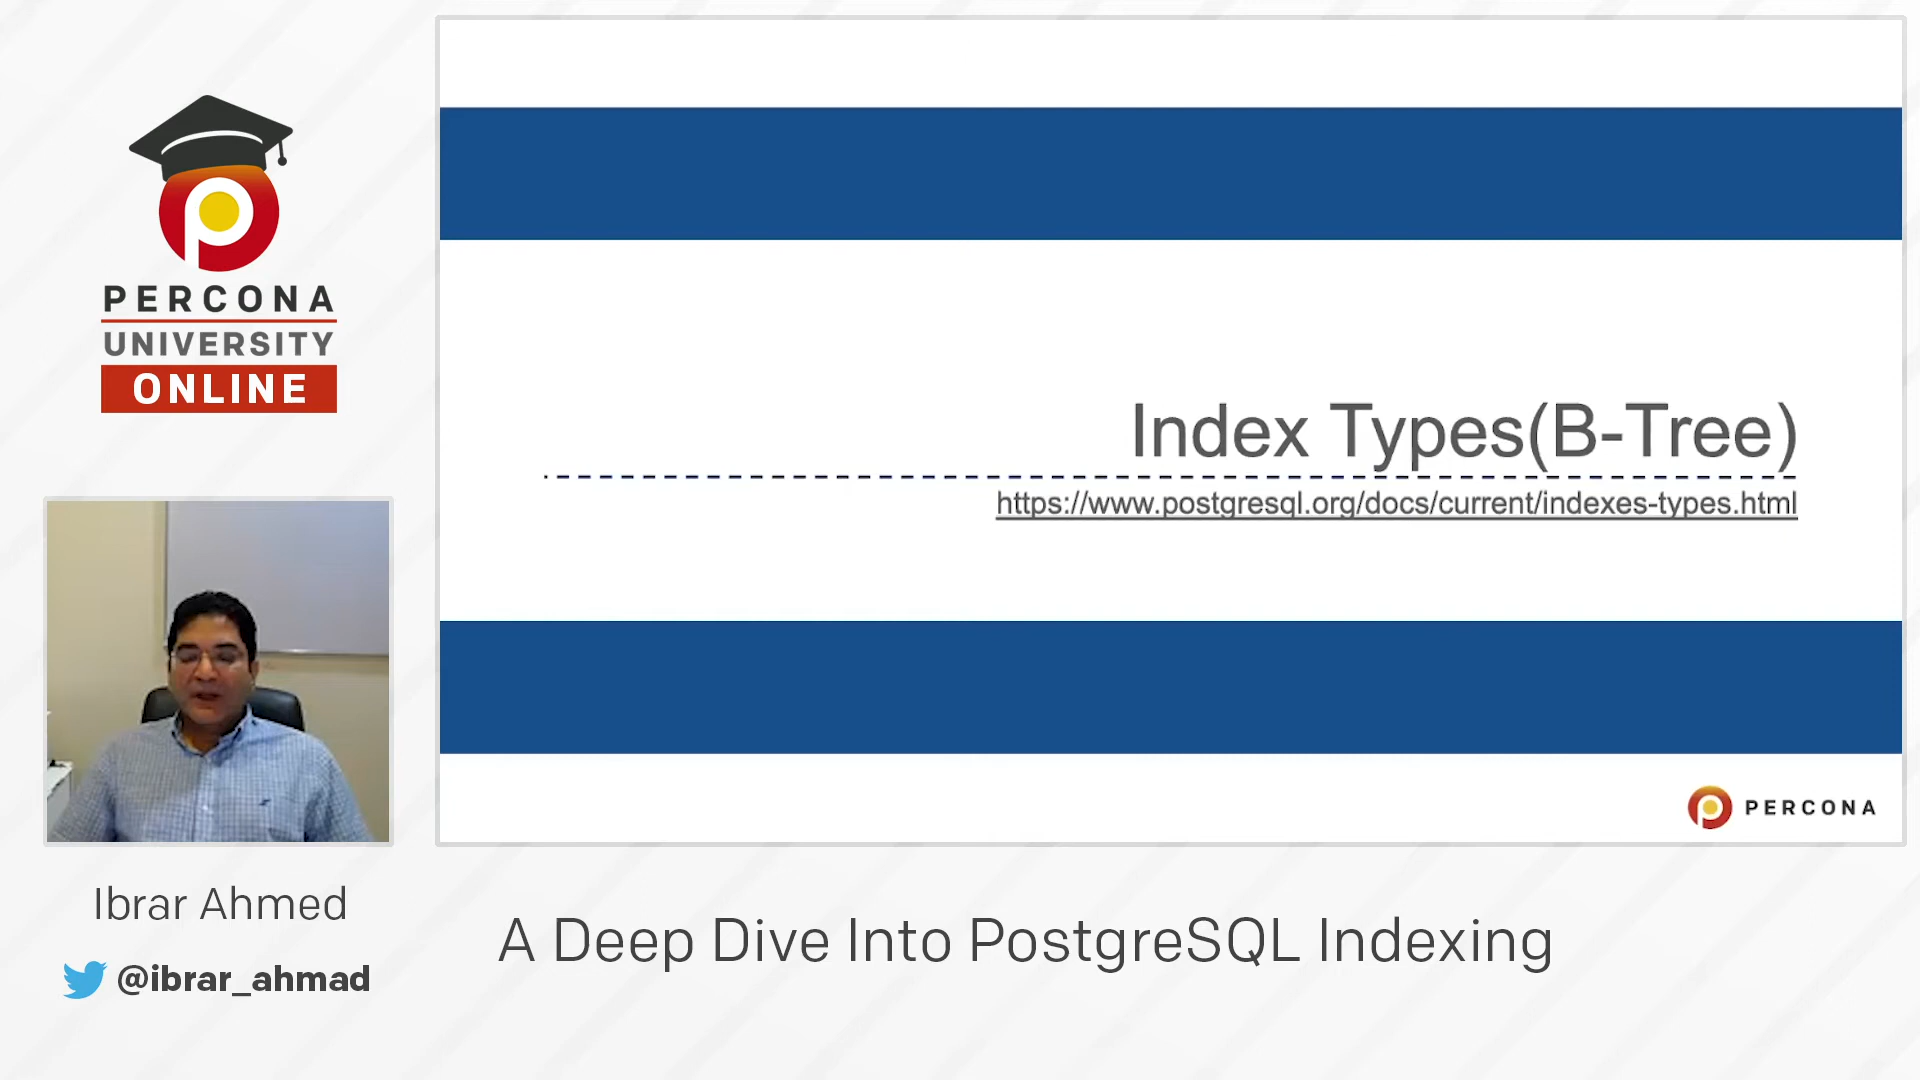 PERCONA
UNIVERSITY
ONLINE
Index Types(B-Tree)
https://www.postgresql.org/docs/current/indexes-types.html
PERCONA
Ibrar Ahmed
@ibrar_ahmad
A Deep Dive Into PostgreSQL Indexing